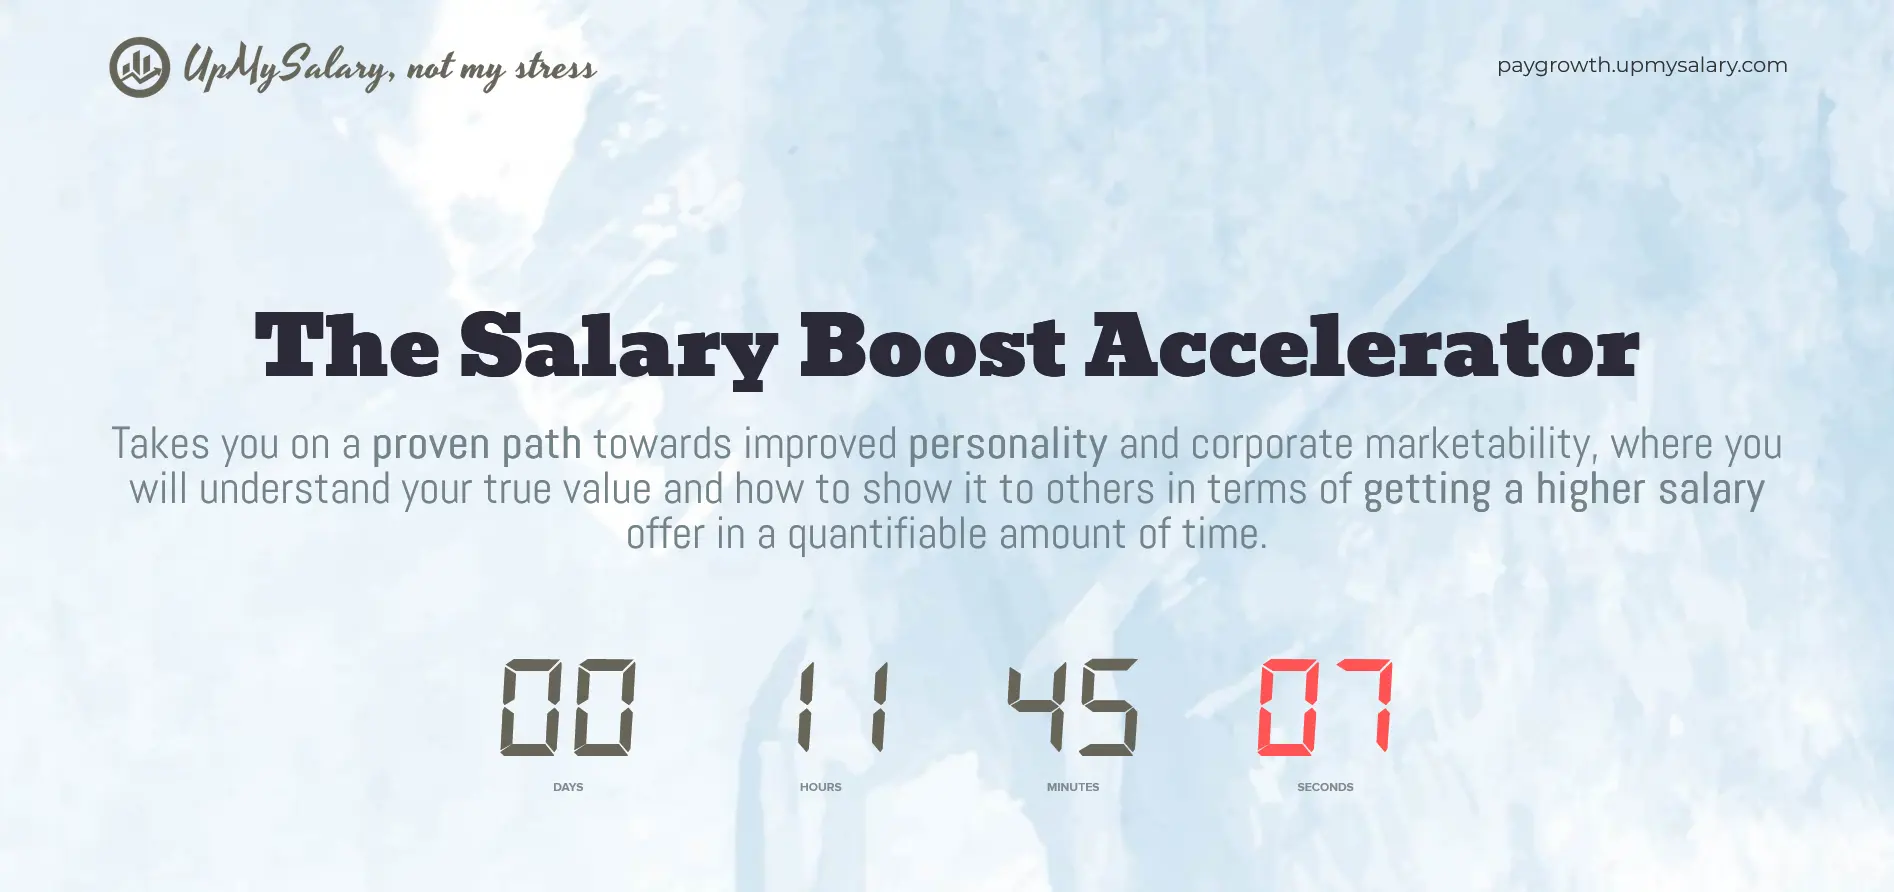 UpMySalary, not my stress
paygrowth.upmysalary.com
The Salary Boost Accelerator
Takes you on a proven path towards improved personality and corporate marketability, where you
will understand your true value and how to show it to others in terms of getting a higher salary
offer in a quantifiable amount of time.
00 11 45 07
DAYS HOURS MINUTES SECONDS